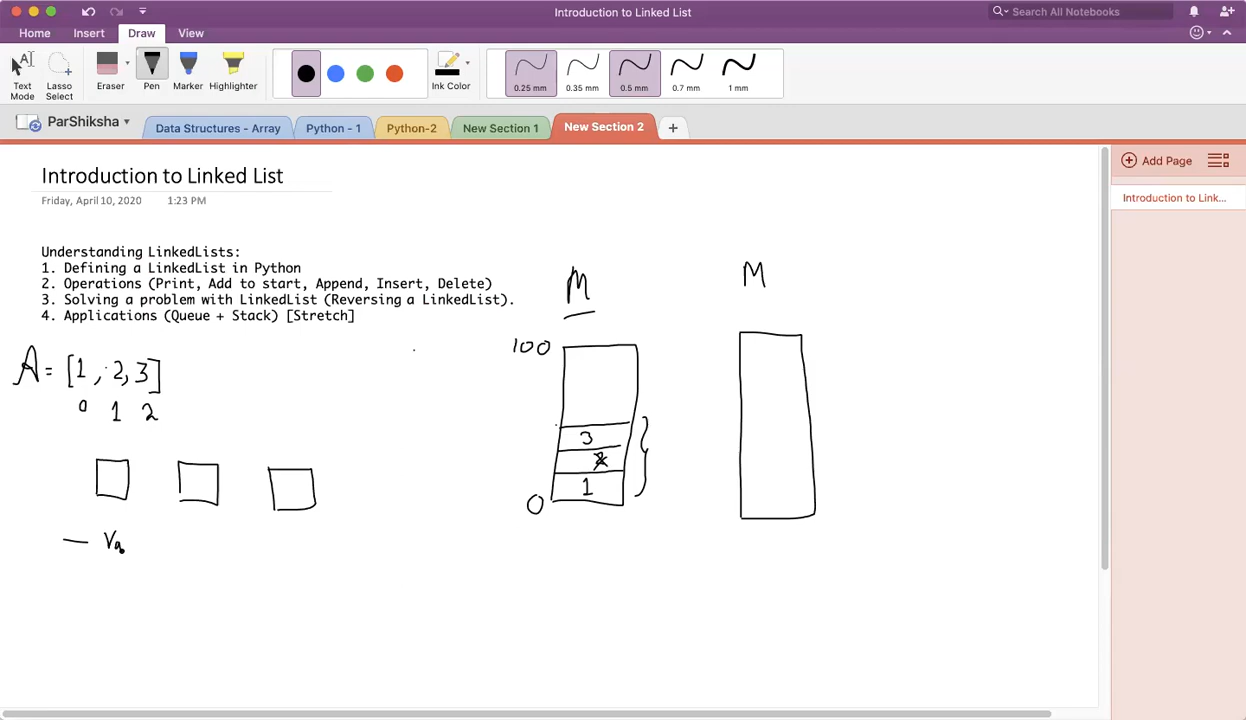 Introduction to Linked List
Search All Notebooks
Home Insert Draw View
Text Mode
Lasso Select
Eraser
Pen
Marker
Highlighter
Ink Color
0.25 mm
0.35 mm
0.5 mm
0.7 mm
1 mm
ParShiksha
Data Structures - Array
Python - 1
Python-2
New Section 1
New Section 2
Add Page
Introduction to Link...
Introduction to Linked List
Friday, April 10, 2020 1:23 PM
Understanding LinkedLists:
1. Defining a LinkedList in Python
2. Operations (Print, Add to start, Append, Insert, Delete)
3. Solving a problem with LinkedList (Reversing a LinkedList).
4. Applications (Queue + Stack) [Stretch]
A = [1, 2, 3]
0 1 2
— Va
M
100
3
1
0
M